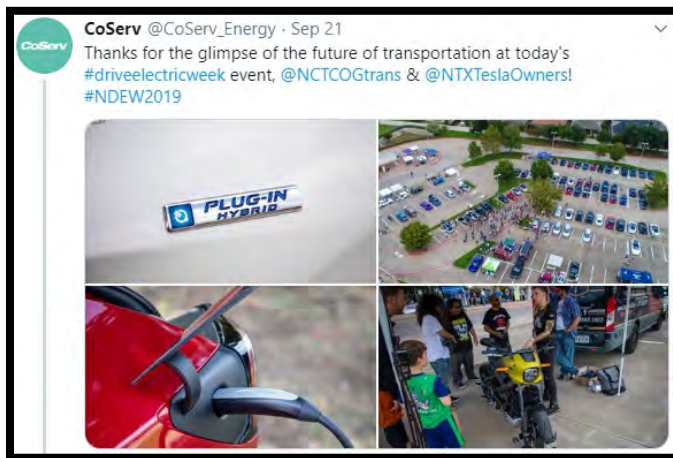 CoServ
CoServ @CoServ_Energy · Sep 21
Thanks for the glimpse of the future of transportation at today's
#driveelectricweek event, @NCTCOGtrans & @NTXTeslaOwners!
#NDEW2019
PLUG-IN
HYBRID